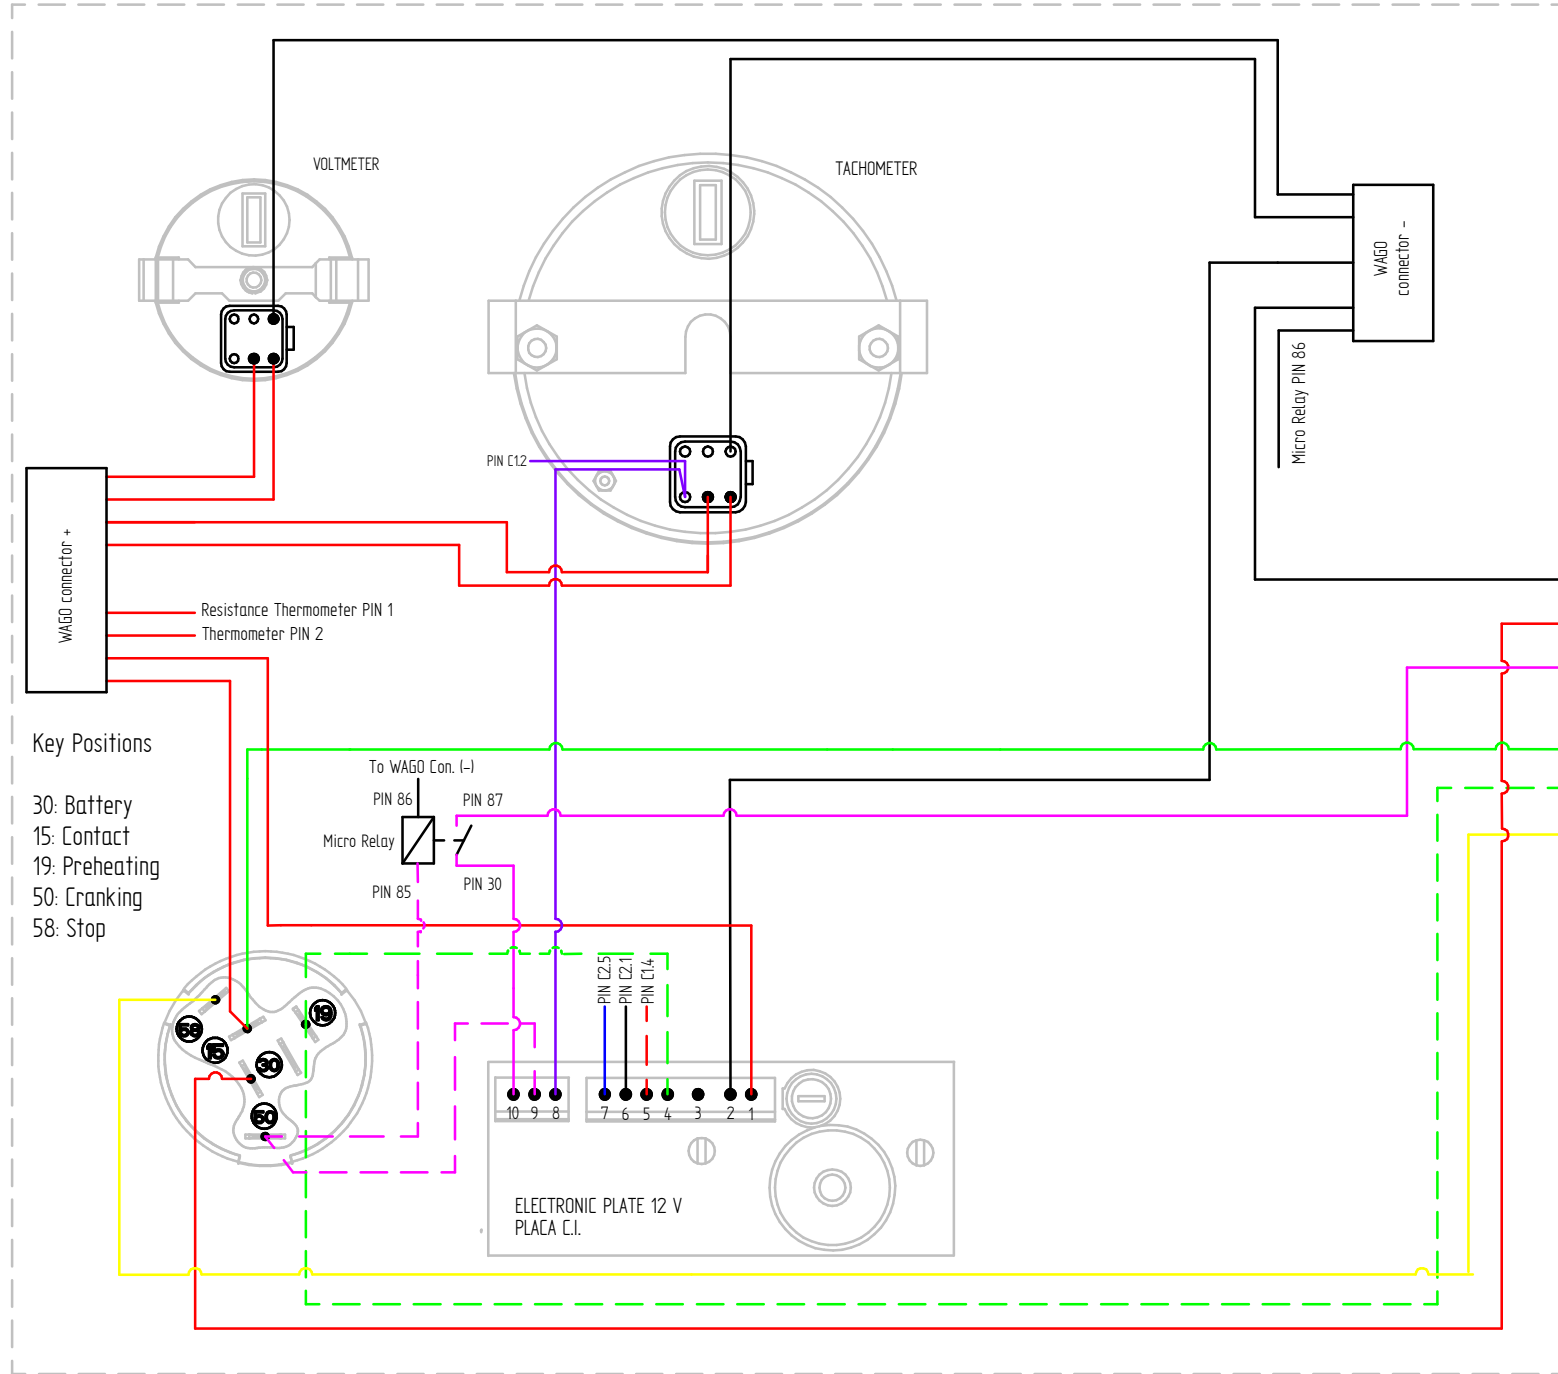 VOLTMETER
TACHOMETER
WAGO
connector -
Micro Relay PIN 86
PIN C1.2
WAGO connector +
Resistance Thermometer PIN 1
Thermometer PIN 2
Key Positions
30: Battery
15: Contact
19: Preheating
50: Cranking
58: Stop
To WAGO Con. (-)
PIN 86
PIN 87
Micro Relay
PIN 85
PIN 30
PIN C2.5
PIN C2.1
PIN C1.4
58
19
15
30
50
10 9 8 7 6 5 4 3 2 1
ELECTRONIC PLATE 12 V
PLACA C.I.